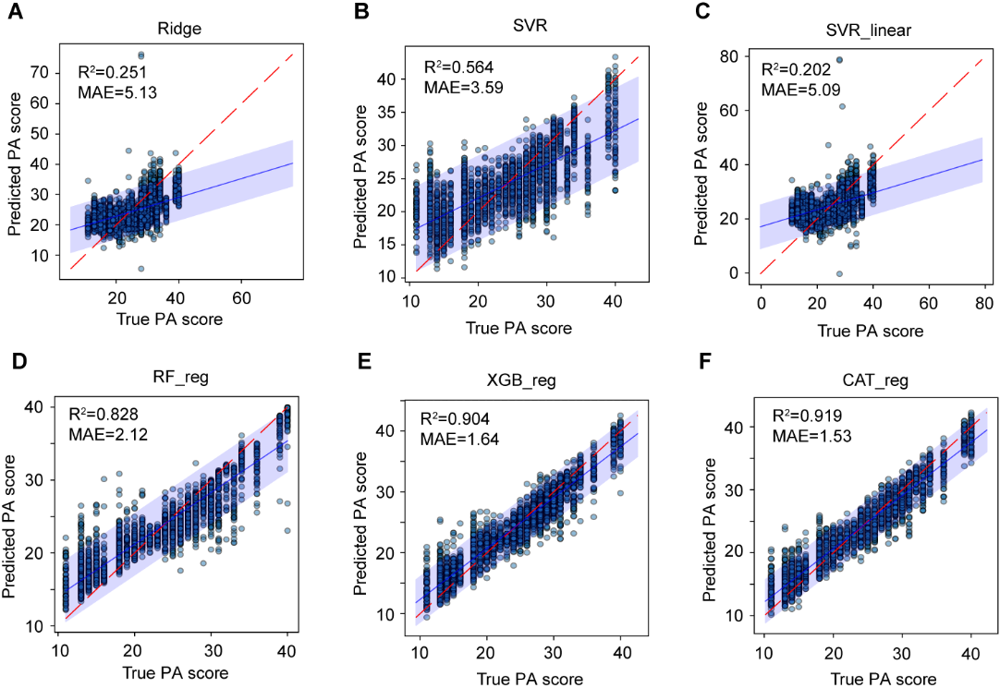 A
Ridge
R²=0.251
MAE=5.13
70
60
50
40
30
20
10
20
40
60
Predicted PA score
True PA score
B
SVR
R²=0.564
MAE=3.59
40
35
30
25
20
15
10
10
20
30
40
Predicted PA score
True PA score
C
SVR_linear
R²=0.202
MAE=5.09
80
60
40
20
0
0
20
40
60
80
Predicted PA score
True PA score
D
RF_reg
R²=0.828
MAE=2.12
40
30
20
10
10
20
30
40
Predicted PA score
True PA score
E
XGB_reg
R²=0.904
MAE=1.64
40
30
20
10
10
20
30
40
Predicted PA score
True PA score
F
CAT_reg
R²=0.919
MAE=1.53
40
30
20
10
10
20
30
40
Predicted PA score
True PA score